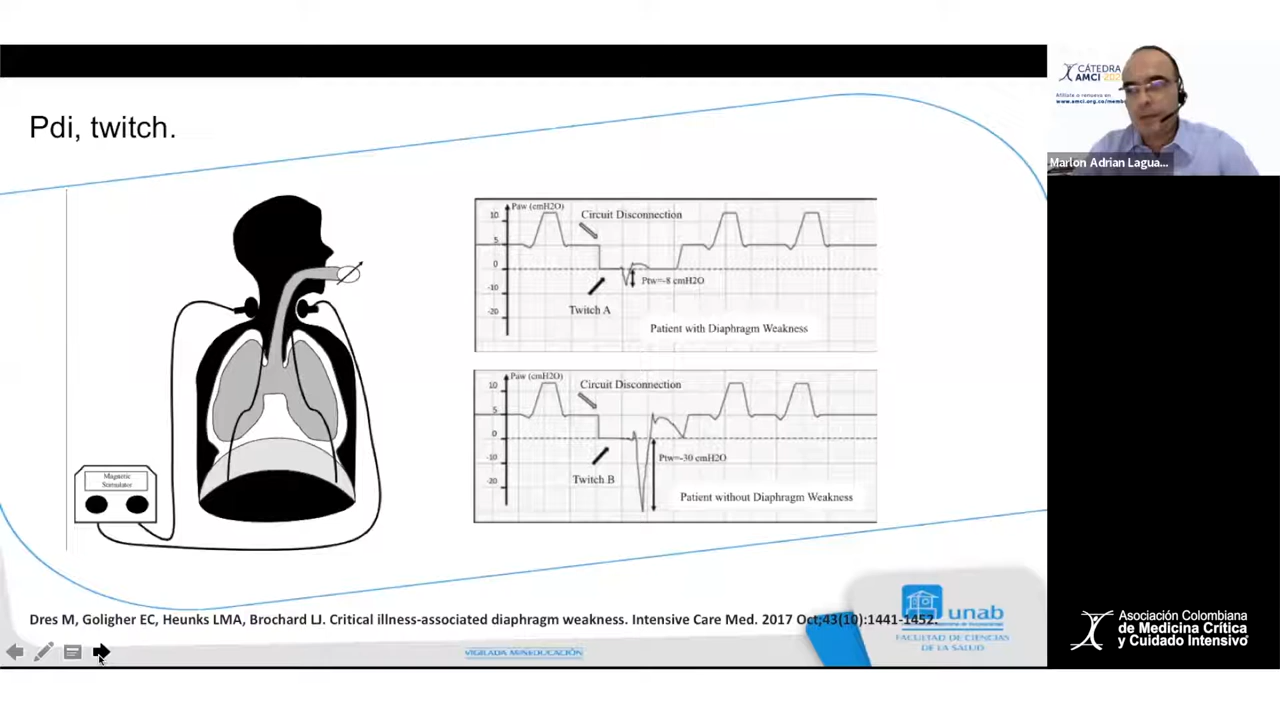 CÁTEDRA
AMCI 202
Afíliate o renueva en
www.amci.org.co/memb
Marlon Adrian Lagua...
Pdi, twitch.
Paw (cmH2O)
Circuit Disconnection
10
5
0
-10
-20
Ptw=-8 cmH2O
Twitch A
Patient with Diaphragm Weakness
Paw (cmH2O)
Circuit Disconnection
10
5
0
-10
-20
Ptw=-30 cmH2O
Twitch B
Patient without Diaphragm Weakness
Magnetic
Stimulator
Dres M, Goligher EC, Heunks LMA, Brochard LJ. Critical illness-associated diaphragm weakness. Intensive Care Med. 2017 Oct;43(10):1441-1452.
unab
FACULTAD DE CIENCIAS
DE LA SALUD
VIGILADA MINEDUCACIÓN
Asociación Colombiana
de Medicina Crítica
y Cuidado Intensivo